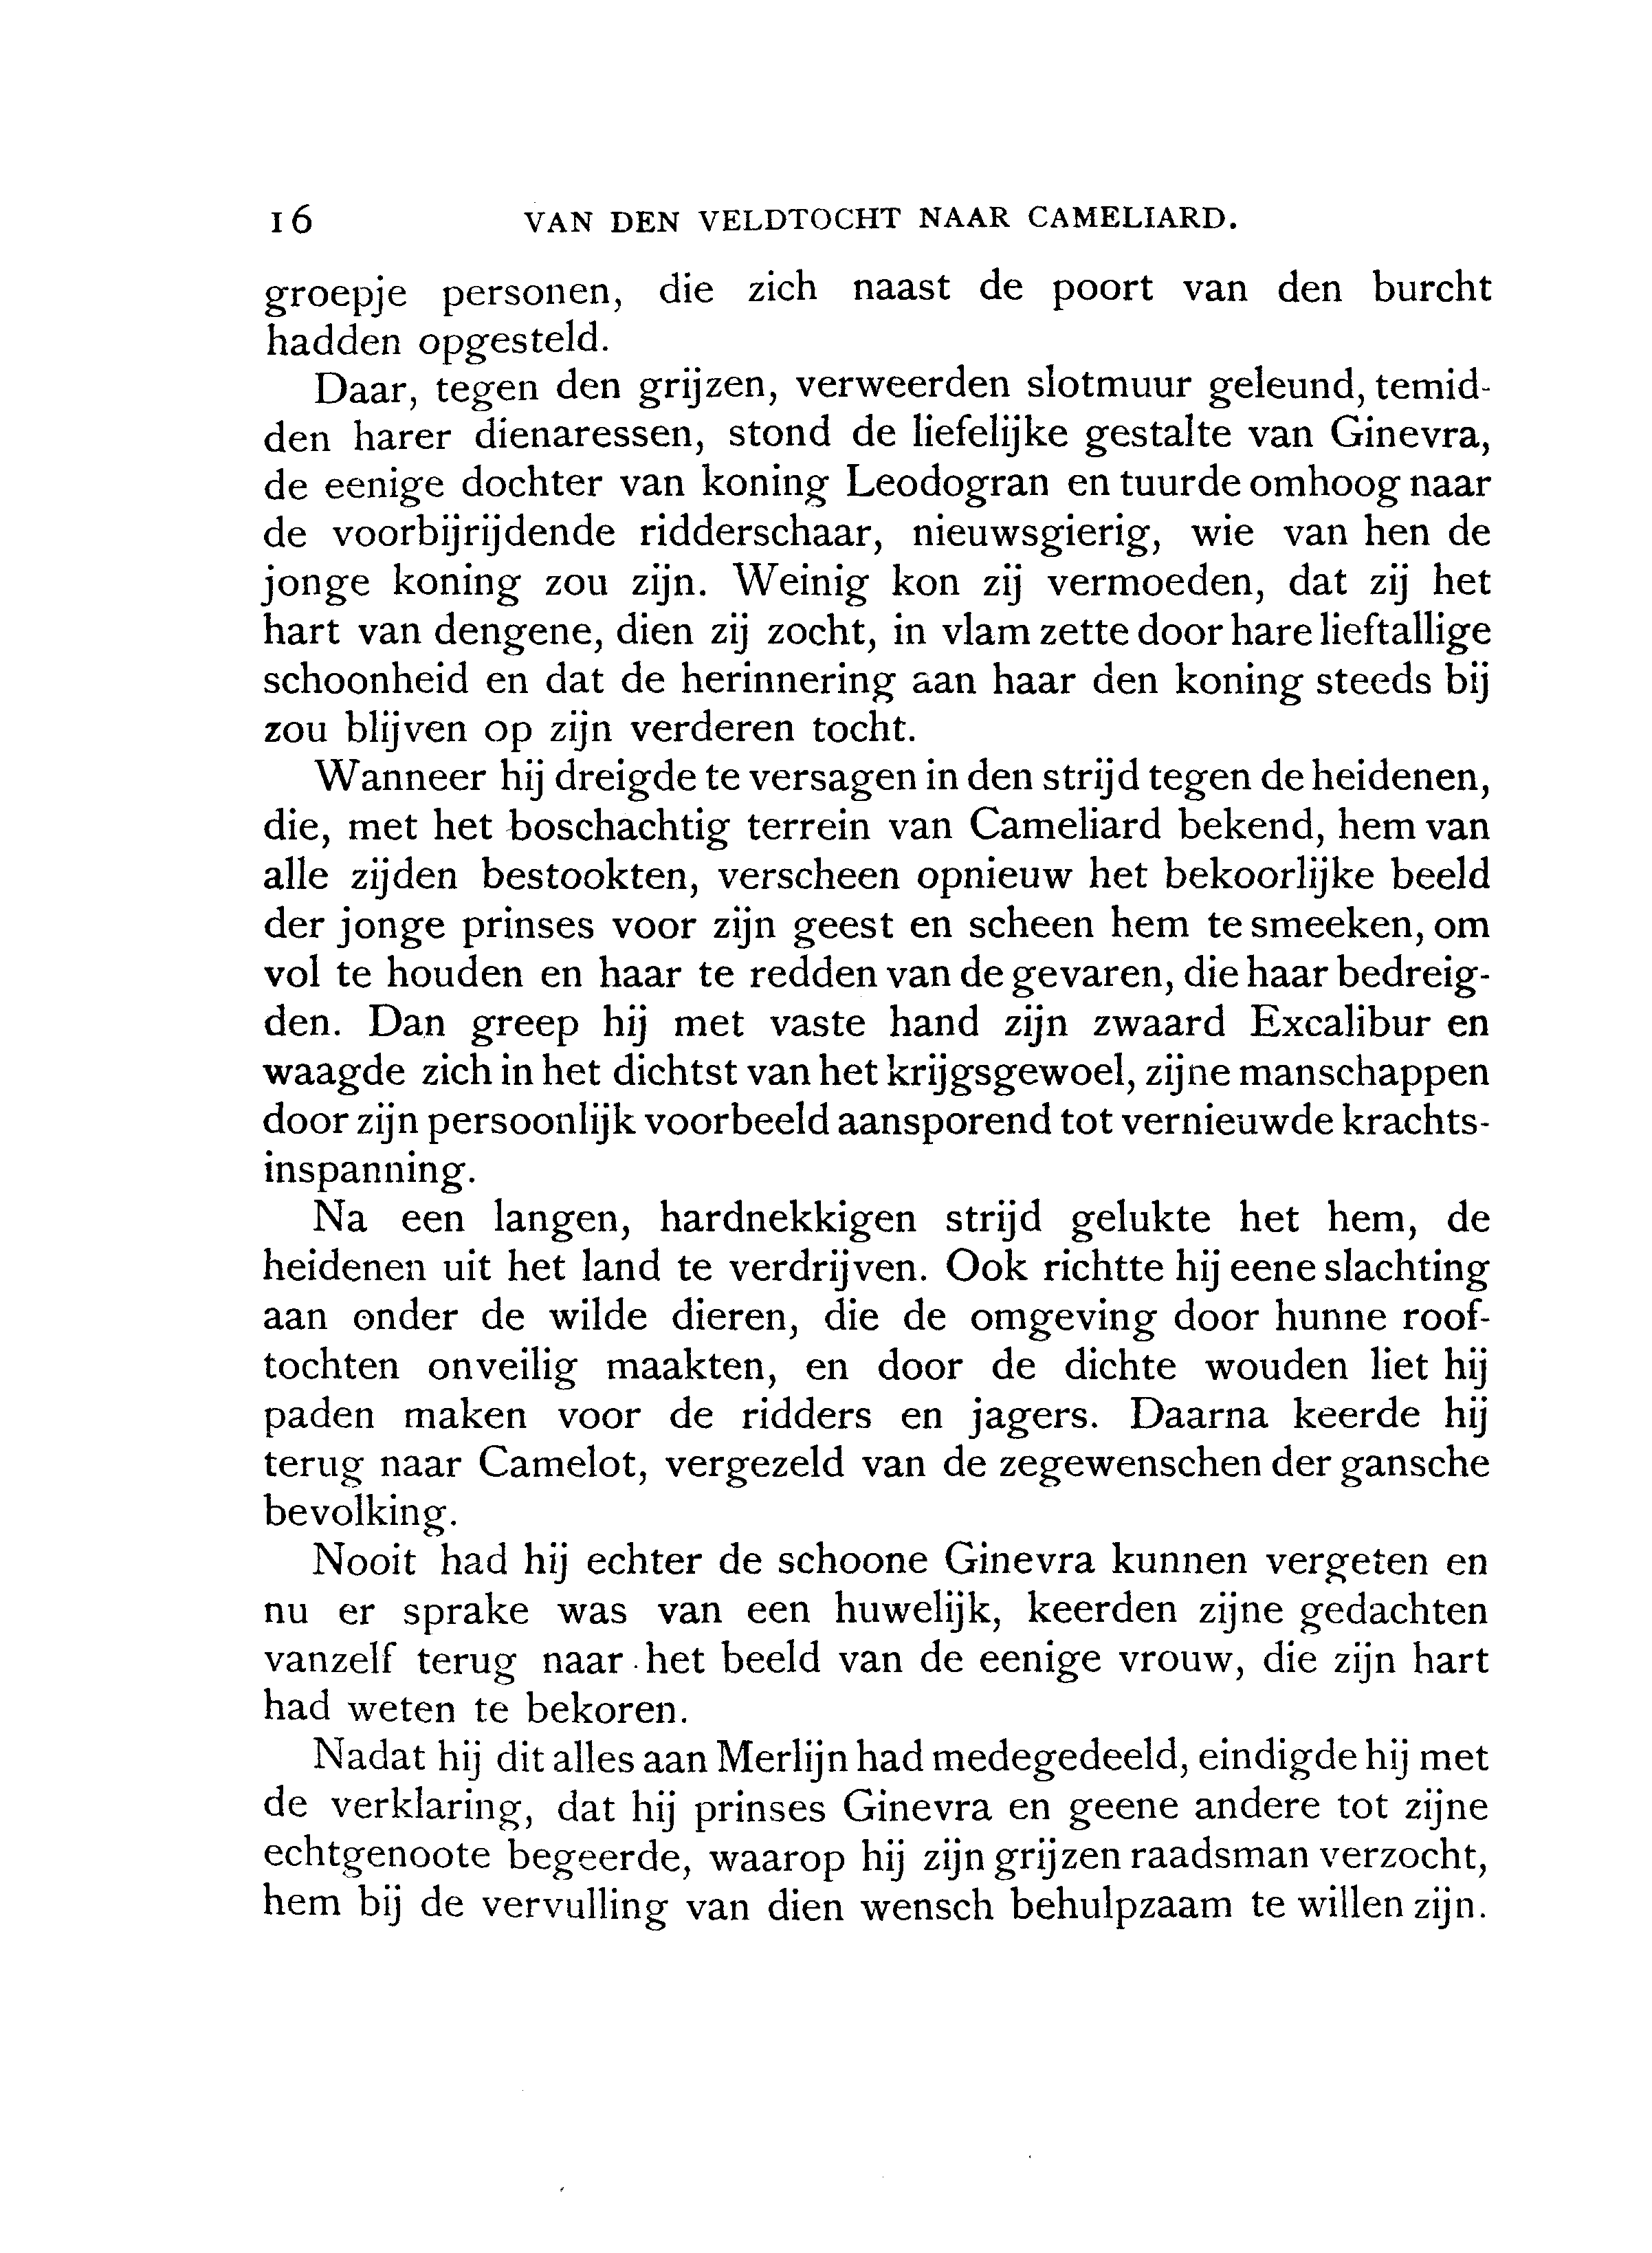 16 VAN DEN VELDTOCHT NAAR CAMELIARD.
groepje personen, die zich naast de poort van den burcht
hadden opgesteld.
Daar, tegen den grijzen, verweerden slotmuur geleund, temid-
den harer dienaressen, stond de liefelijke gestalte van Ginevra,
de eenige dochter van koning Leodogran en tuurde omhoog naar
de voorbijrijdende ridderschaar, nieuwsgierig, wie van hen de
jonge koning zou zijn. Weinig kon zij vermoeden, dat zij het
hart van dengene, dien zij zocht, in vlam zette door hare lieftallige
schoonheid en dat de herinnering aan haar den koning steeds bij
zou blijven op zijn verderen tocht.
Wanneer hij dreigde te versagen in den strijd tegen de heidenen,
die, met het boschachtig terrein van Cameliard bekend, hem van
alle zijden bestookten, verscheen opnieuw het bekoorlijke beeld
der jonge prinses voor zijn geest en scheen hem te smeeken, om
vol te houden en haar te redden van de gevaren, die haar bedreig-
den. Dan greep hij met vaste hand zijn zwaard Excalibur en
waagde zich in het dichtst van het krijgsgewoel, zijne manschappen
door zijn persoonlijk voorbeeld aansporend tot vernieuwde krachts-
inspanning.
Na een langen, hardnekkigen strijd gelukte het hem, de
heidenen uit het land te verdrijven. Ook richtte hij eene slachting
aan onder de wilde dieren, die de omgeving door hunne roof-
tochten onveilig maakten, en door de dichte wouden liet hij
paden maken voor de ridders en jagers. Daarna keerde hij
terug naar Camelot, vergezeld van de zegewenschen der gansche
bevolking.
Nooit had hij echter de schoone Ginevra kunnen vergeten en
nu er sprake was van een huwelijk, keerden zijne gedachten
vanzelf terug naar het beeld van de eenige vrouw, die zijn hart
had weten te bekoren.
Nadat hij dit alles aan Merlijn had medegedeeld, eindigde hij met
de verklaring, dat hij prinses Ginevra en geene andere tot zijne
echtgenoote begeerde, waarop hij zijn grijzen raadsman verzocht,
hem bij de vervulling van dien wensch behulpzaam te willen zijn.